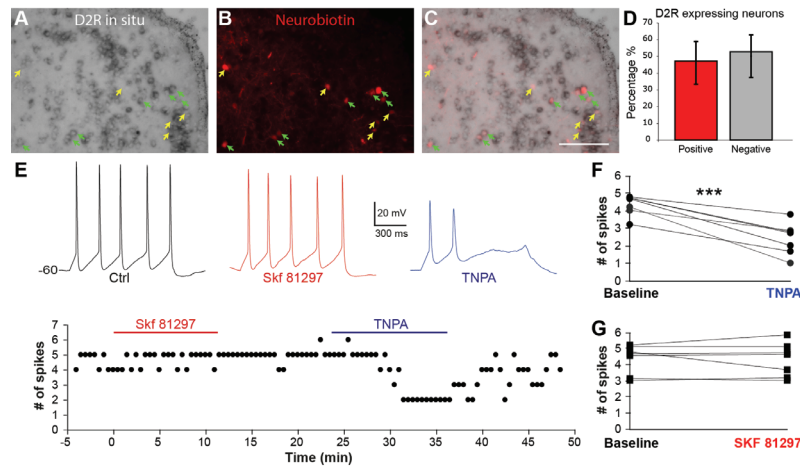 A
D2R in situ
B
Neurobiotin
C
D
D2R expressing neurons
Percentage %
60
50
40
30
20
10
0
Positive
Negative
E
-60
Ctrl
Skf 81297
20 mV
300 ms
TNPA
F
***
# of spikes
6
5
4
3
2
1
0
Baseline
TNPA
Skf 81297
TNPA
# of spikes
7
6
5
4
3
2
1
0
-5 0 5 10 15 20 25 30 35 40 45 50
Time (min)
G
# of spikes
6
5
4
3
2
1
0
Baseline
SKF 81297